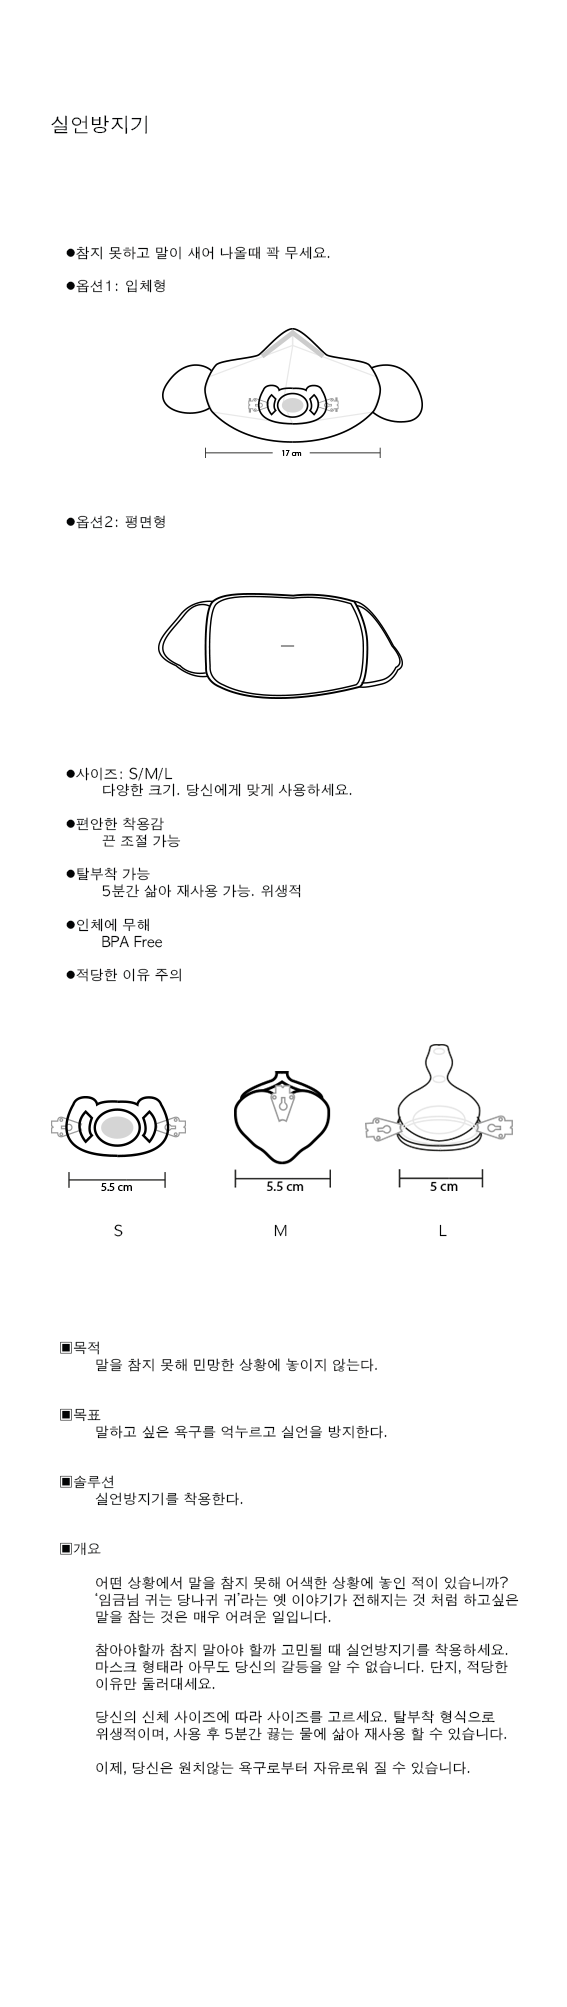 실언방지기
●참지 못하고 말이 새어 나올때 꽉 무세요.
●옵션1: 입체형
17 cm
●옵션2: 평면형
●사이즈: S/M/L
다양한 크기. 당신에게 맞게 사용하세요.
●편안한 착용감
끈 조절 가능
●탈부착 가능
5분간 삶아 재사용 가능. 위생적
●인체에 무해
BPA Free
●적당한 이유 주의
5.5 cm
5.5 cm
5 cm
S
M
L
▣목적
말을 참지 못해 민망한 상황에 놓이지 않는다.
▣목표
말하고 싶은 욕구를 억누르고 실언을 방지한다.
▣솔루션
실언방지기를 착용한다.
▣개요
어떤 상황에서 말을 참지 못해 어색한 상황에 놓인 적이 있습니까?
‘임금님 귀는 당나귀 귀’라는 옛 이야기가 전해지는 것 처럼 하고싶은
말을 참는 것은 매우 어려운 일입니다.
참아야할까 참지 말아야 할까 고민될 때 실언방지기를 착용하세요.
마스크 형태라 아무도 당신의 갈등을 알 수 없습니다. 단지, 적당한
이유만 둘러대세요.
당신의 신체 사이즈에 따라 사이즈를 고르세요. 탈부착 형식으로
위생적이며, 사용 후 5분간 끓는 물에 삶아 재사용 할 수 있습니다.
이제, 당신은 원치않는 욕구로부터 자유로워 질 수 있습니다.